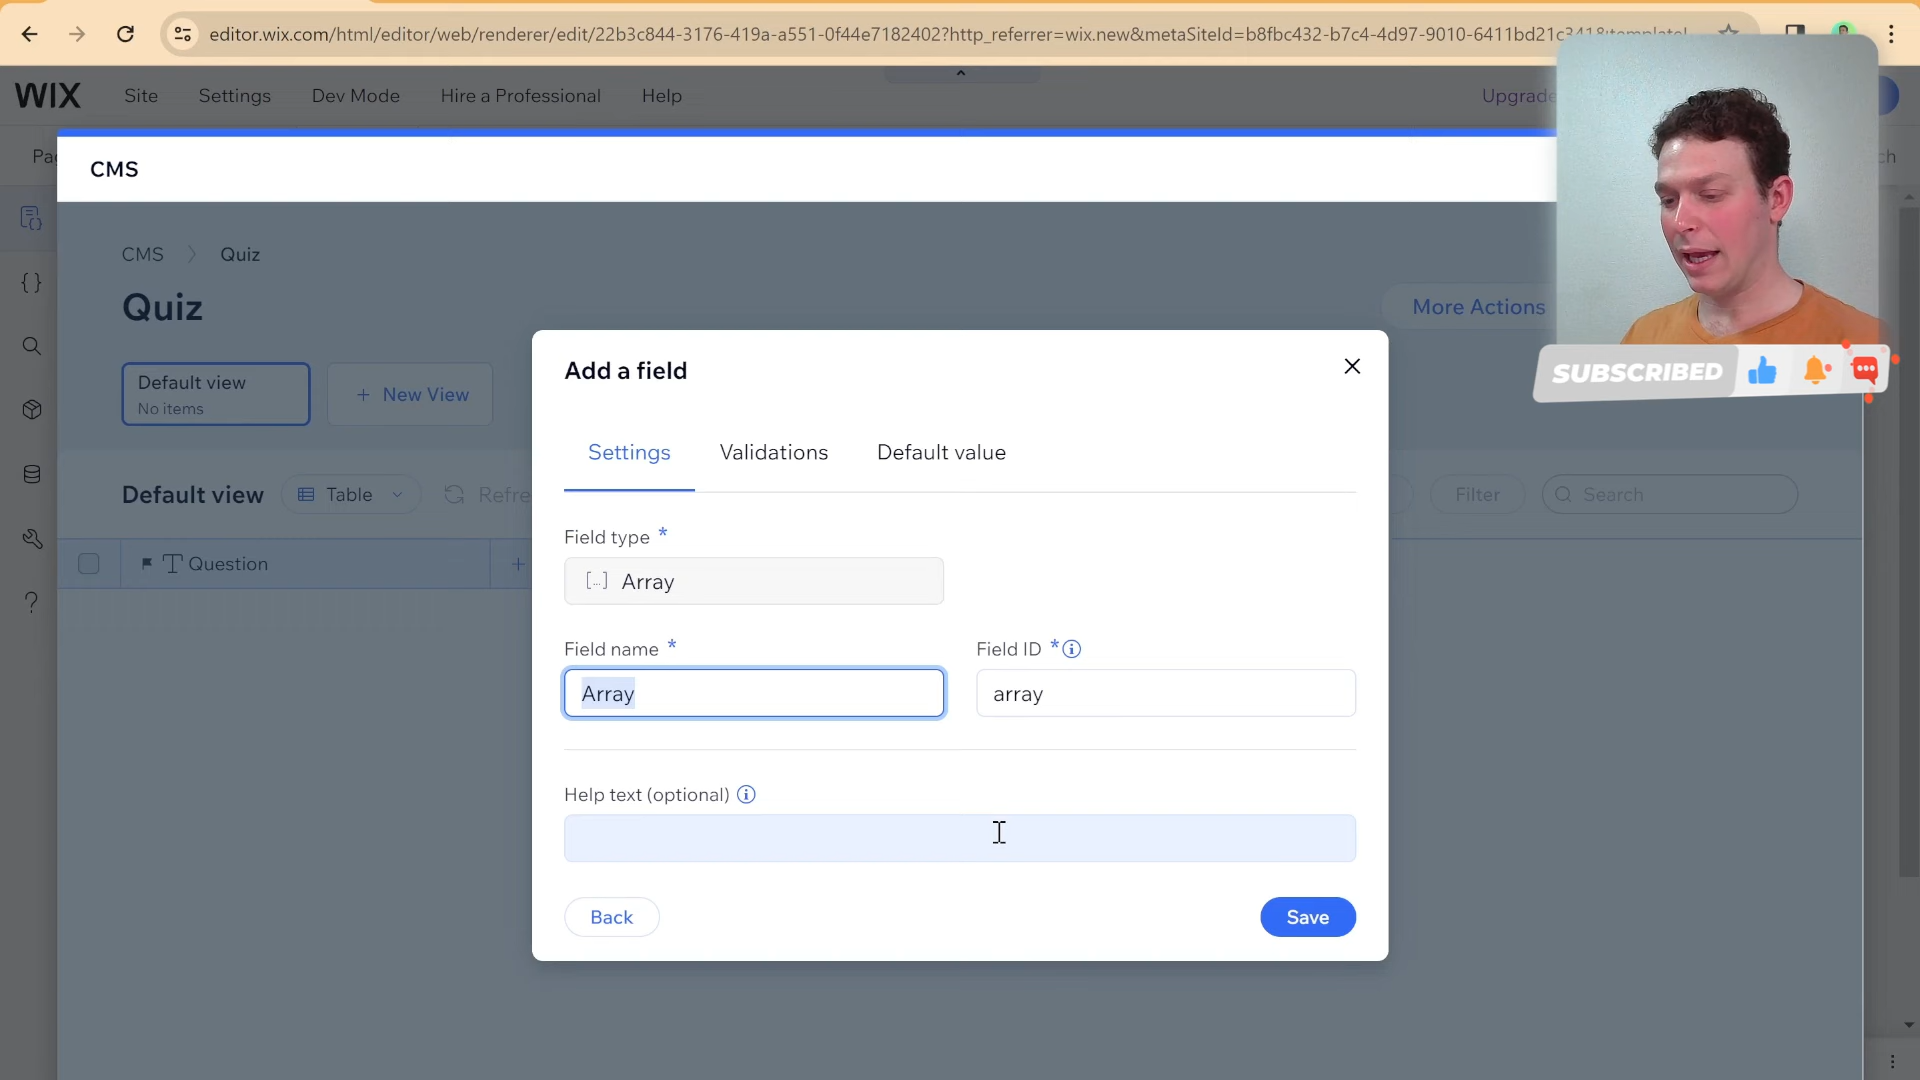 editor.wix.com/html/editor/web/renderer/edit/22b3c844-3176-419a-a551-0f44e7182402?http_referrer=wix.new&metaSiteId=b8fbc432-b7c4-4d97-9010-6411bd21c341&
WIX Site Settings Dev Mode Hire a Professional Help Upgrade
CMS
CMS Quiz
Quiz
More Actions
Default view
No items
+ New View
Default view Table Refre Filter Search
Question +
Add a field
Settings Validations Default value
Field type *
[...] Array
Field name * Field ID *
Array array
Help text (optional)
Back Save
SUBSCRIBED